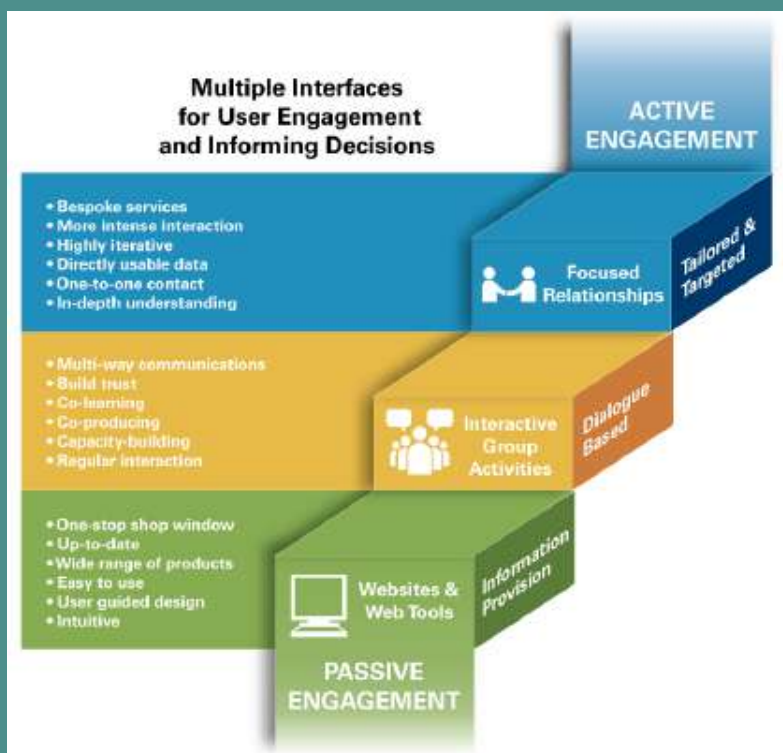 Multiple Interfaces
for User Engagement
and Informing Decisions
ACTIVE
ENGAGEMENT
• Bespoke services
• More intense interaction
• Highly iterative
• Directly usable data
• One-to-one contact
• In-depth understanding
Focused
Relationships
Tailored &
Targeted
• Multi-way communications
• Build trust
• Co-learning
• Co-producing
• Capacity-building
• Regular interaction
Interactive
Group
Activities
Dialogue
Based
• One-stop shop window
• Up-to-date
• Wide range of products
• Easy to use
• User guided design
• Intuitive
Websites &
Web Tools
Information
Provision
PASSIVE
ENGAGEMENT